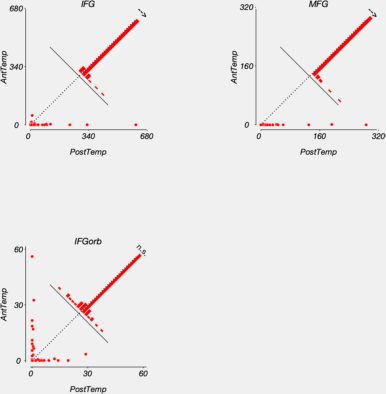 IFG
680
340
0
AntTemp
0 340 680
PostTemp
MFG
320
160
0
AntTemp
0 160 320
PostTemp
IFGorb
n.s.
60
30
0
AntTemp
0 30 60
PostTemp